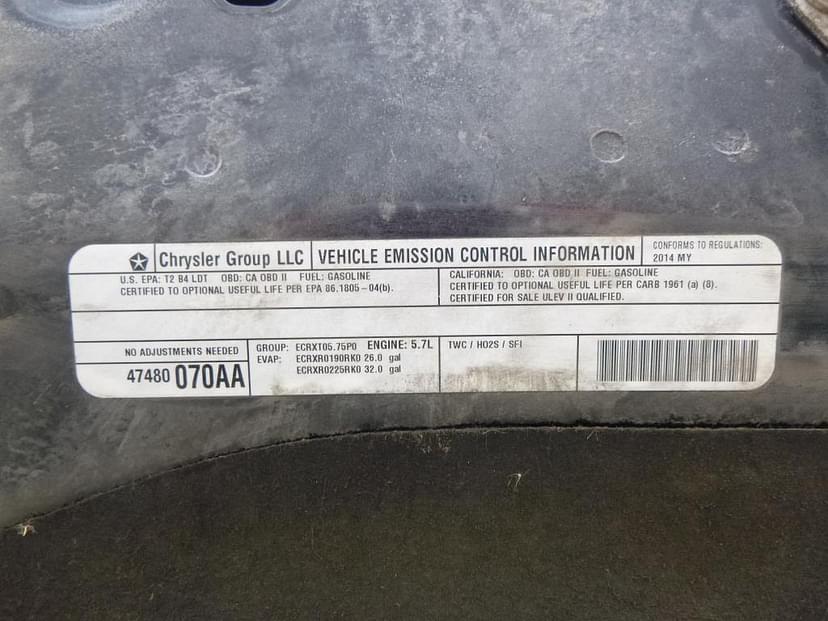 Chrysler Group LLC
VEHICLE EMISSION CONTROL INFORMATION
CONFORMS TO REGULATIONS:
2014 MY
U.S. EPA: T2 B4 LDT OBD: CA OBD II FUEL: GASOLINE
CERTIFIED TO OPTIONAL USEFUL LIFE PER EPA 86.1805-04(b).
CALIFORNIA: OBD: CA OBD II FUEL: GASOLINE
CERTIFIED TO OPTIONAL USEFUL LIFE PER CARB 1961 (a) (8).
CERTIFIED FOR SALE ULEV II QUALIFIED.
NO ADJUSTMENTS NEEDED
47480 070AA
GROUP: ECRXT05.75P0 ENGINE: 5.7L
EVAP: ECRXR0190RK0 26.0 gal
ECRXR0225RK0 32.0 gal
TWC / HO2S / SFI